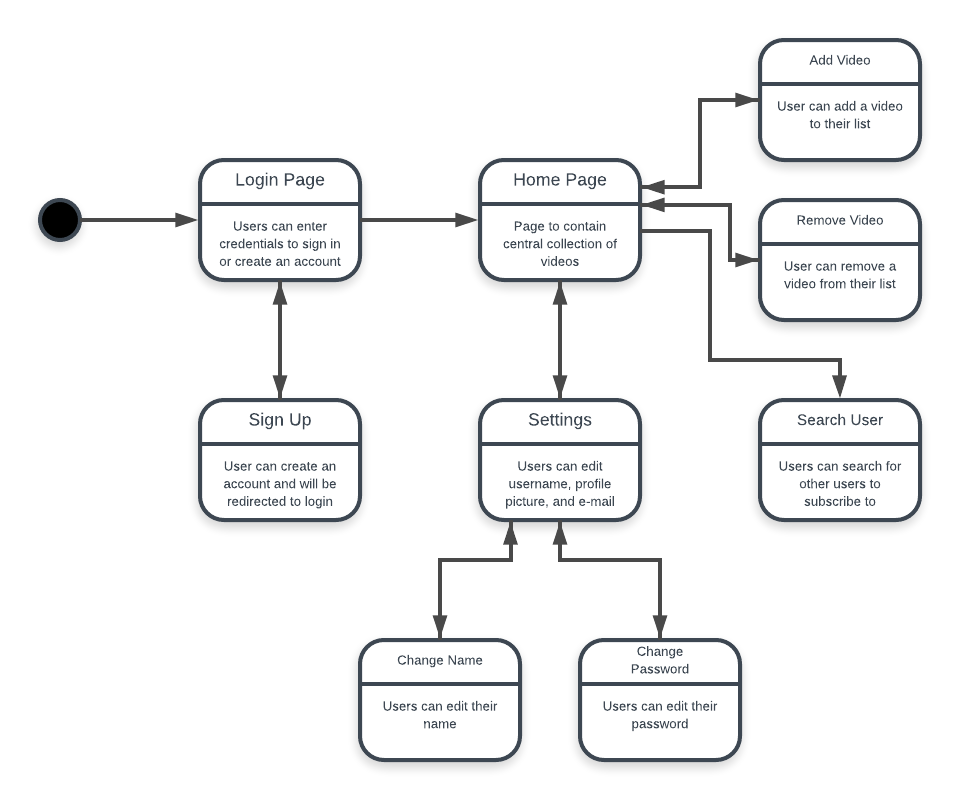 Add Video
User can add a video
to their list
Login Page
Users can enter
credentials to sign in
or create an account
Home Page
Page to contain
central collection of
videos
Remove Video
User can remove a
video from their list
Sign Up
User can create an
account and will be
redirected to login
Settings
Users can edit
username, profile
picture, and e-mail
Search User
Users can search for
other users to
subscribe to
Change Name
Users can edit their
name
Change
Password
Users can edit their
password